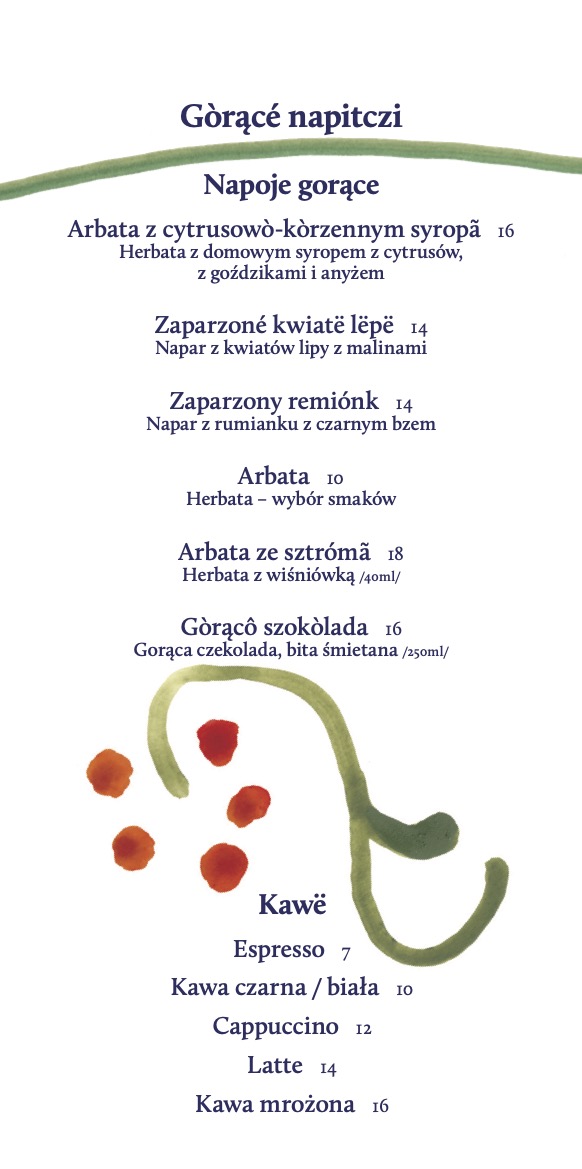 Gòrącé napitczi
Napoje gorące
Arbata z cytrusowò-kòrzennym syropã 16
Herbata z domowym syropem z cytrusów,
z goździkami i anyżem
Zaparzoné kwiatë lëpë 14
Napar z kwiatów lipy z malinami
Zaparzony remiónk 14
Napar z rumianku z czarnym bzem
Arbata 10
Herbata – wybór smaków
Arbata ze sztrómã 18
Herbata z wiśniówką /40ml/
Gòrącô szokòlada 16
Gorąca czekolada, bita śmietana /250ml/
Kawë
Espresso 7
Kawa czarna / biała 10
Cappuccino 12
Latte 14
Kawa mrożona 16